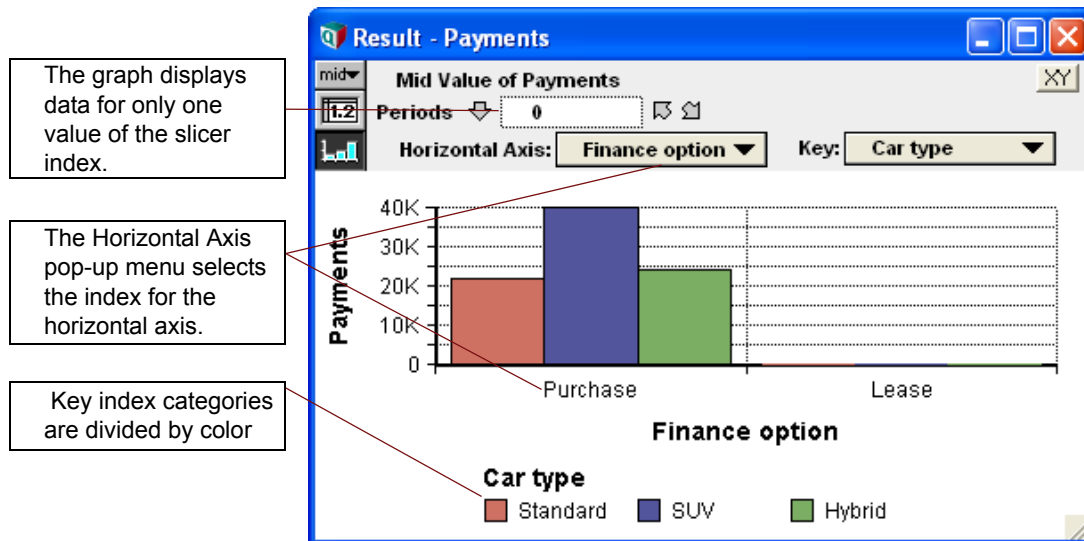 Result - Payments
The graph displays
data for only one
value of the slicer
index.
mid
Mid Value of Payments
XY
1.2
Periods 0
Horizontal Axis: Finance option Key: Car type
The Horizontal Axis
pop-up menu selects
the index for the
horizontal axis.
Payments
40K
30K
20K
10K
0
Purchase Lease
Finance option
Key index categories
are divided by color
Car type
Standard SUV Hybrid